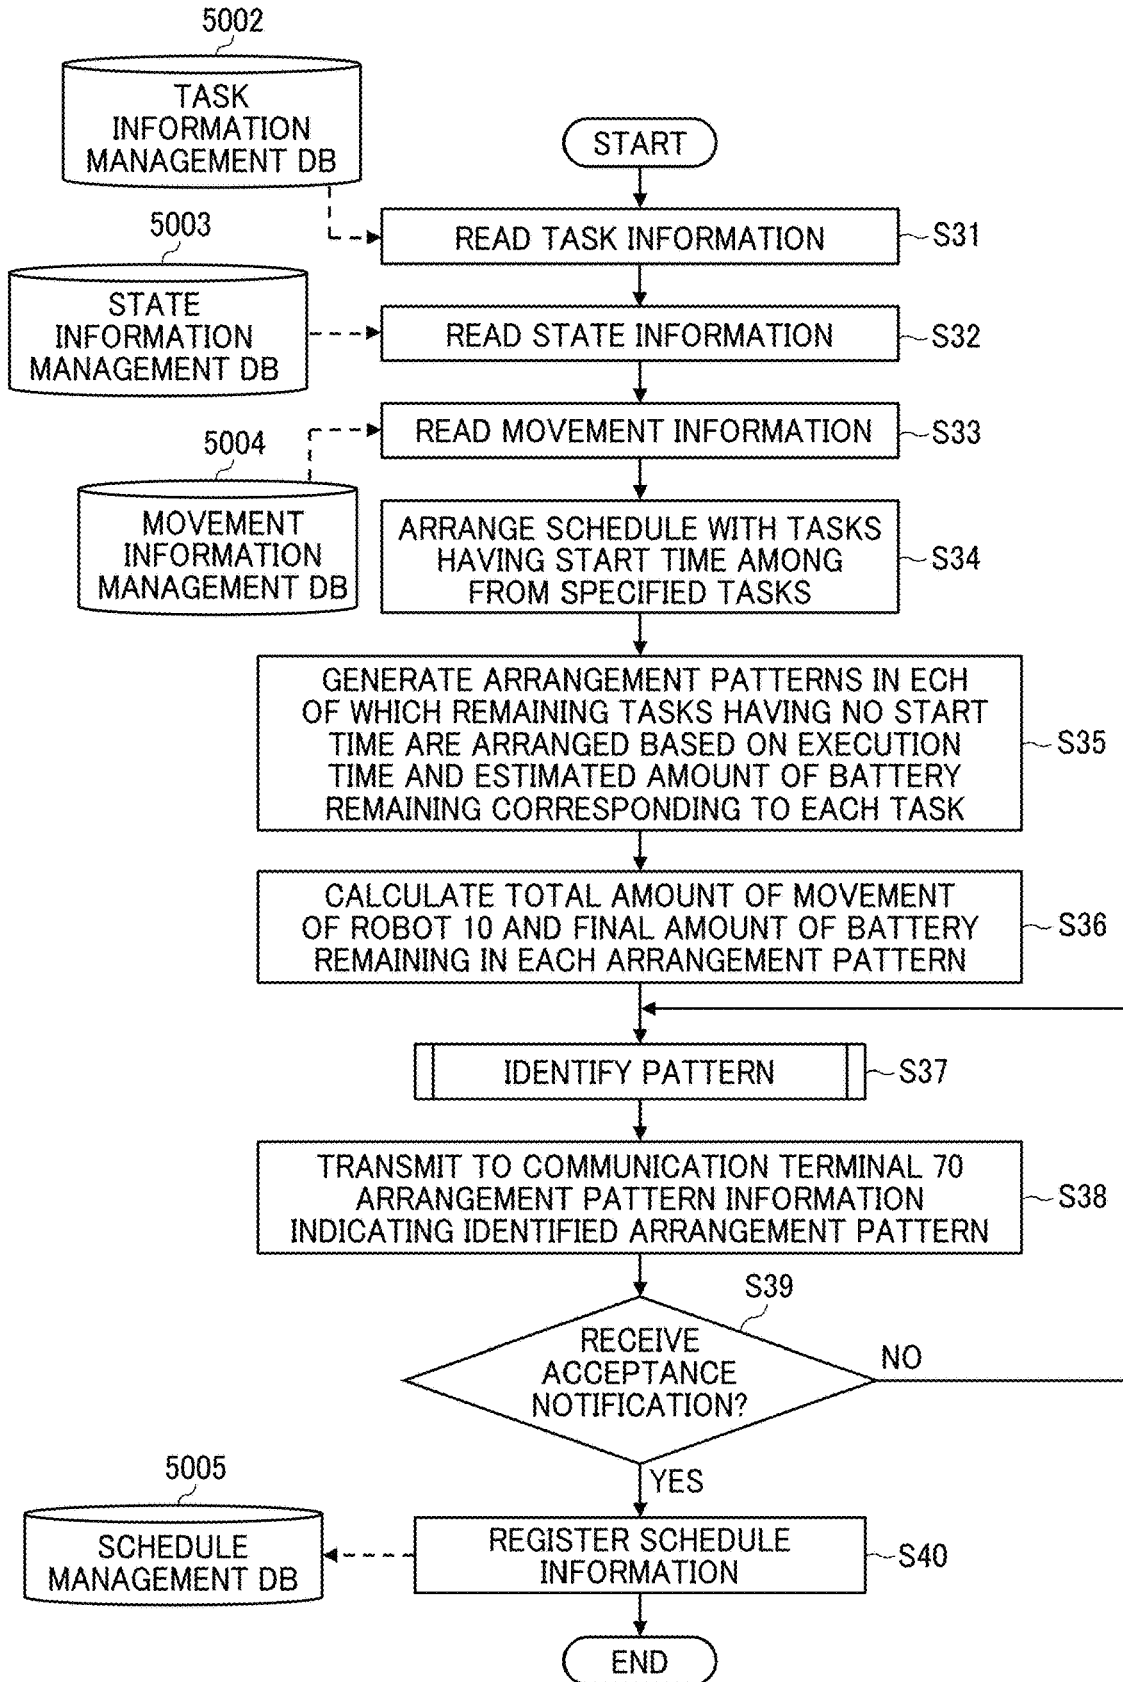 5002
TASK
INFORMATION
MANAGEMENT DB
START
READ TASK INFORMATION
S31
5003
STATE
INFORMATION
MANAGEMENT DB
READ STATE INFORMATION
S32
5004
MOVEMENT
INFORMATION
MANAGEMENT DB
READ MOVEMENT INFORMATION
S33
ARRANGE SCHEDULE WITH TASKS
HAVING START TIME AMONG
FROM SPECIFIED TASKS
S34
GENERATE ARRANGEMENT PATTERNS IN ECH
OF WHICH REMAINING TASKS HAVING NO START
TIME ARE ARRANGED BASED ON EXECUTION
TIME AND ESTIMATED AMOUNT OF BATTERY
REMAINING CORRESPONDING TO EACH TASK
S35
CALCULATE TOTAL AMOUNT OF MOVEMENT
OF ROBOT 10 AND FINAL AMOUNT OF BATTERY
REMAINING IN EACH ARRANGEMENT PATTERN
S36
IDENTIFY PATTERN
S37
TRANSMIT TO COMMUNICATION TERMINAL 70
ARRANGEMENT PATTERN INFORMATION
INDICATING IDENTIFIED ARRANGEMENT PATTERN
S38
S39
RECEIVE
ACCEPTANCE
NOTIFICATION?
NO
YES
5005
SCHEDULE
MANAGEMENT DB
REGISTER SCHEDULE
INFORMATION
S40
END